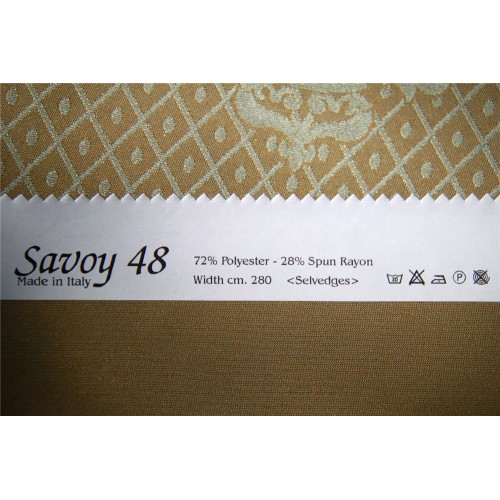 Savoy 48
Made in Italy
72% Polyester - 28% Spun Rayon
Width cm. 280 <Selvedges>
P